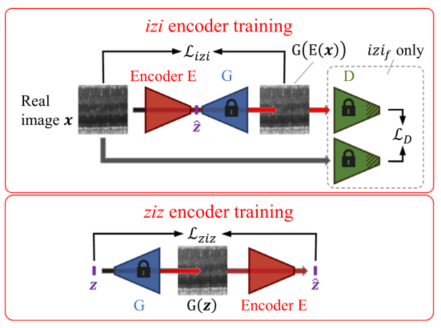 izi encoder training
ℒ_izi
G(E(𝒙))
izi_f only
Encoder E
G
D
Real
image 𝒙
ẑ
ℒ_D
ziz encoder training
ℒ_ziz
z
ẑ
G
G(z)
Encoder E